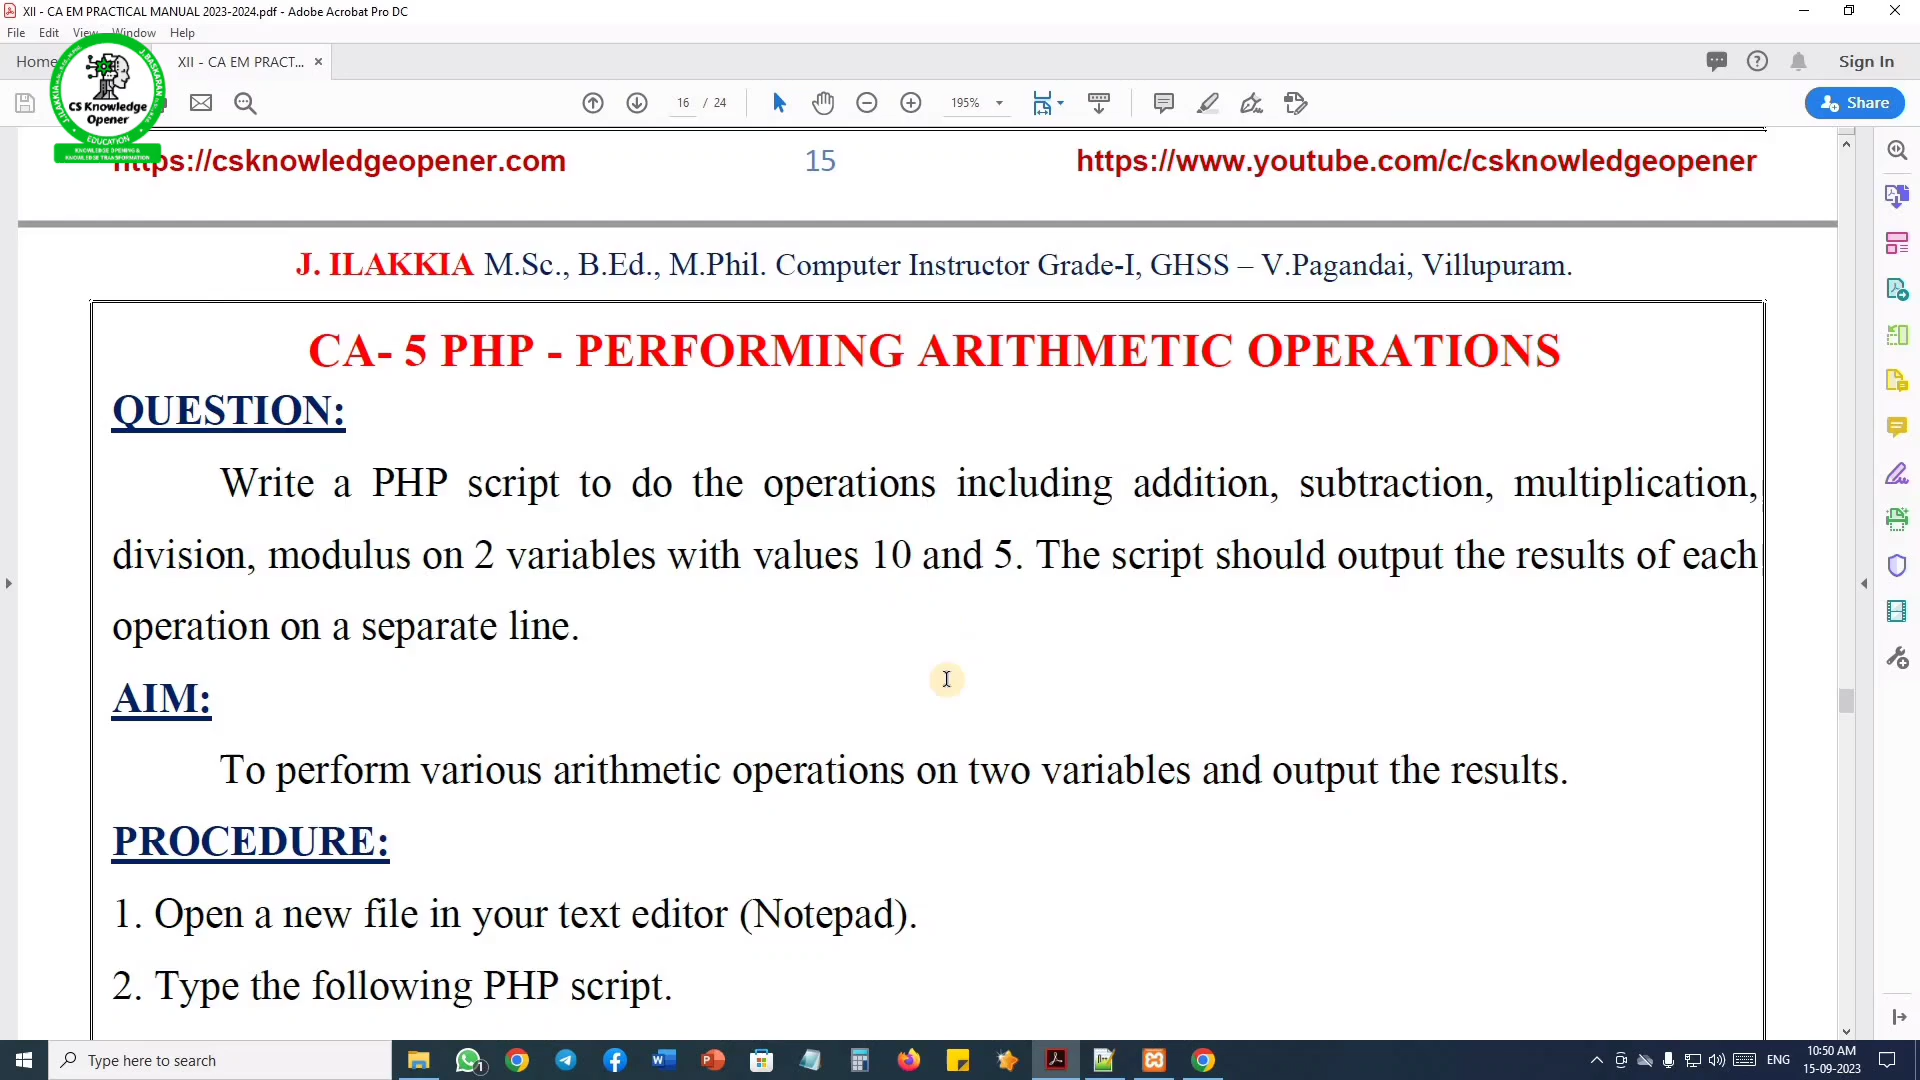 XII - CA EM PRACTICAL MANUAL 2023-2024.pdf - Adobe Acrobat Pro DC
File Edit View Window Help
Home XII - CA EM PRACT... × Sign In
16 / 24 195% Share
CS Knowledge
Opener
EDUCATION
KNOWLEDGE OPENING &
KNOWLEDGE TRANSFORMATION
https://csknowledgeopener.com 15 https://www.youtube.com/c/csknowledgeopener
J. ILAKKIA M.Sc., B.Ed., M.Phil. Computer Instructor Grade-I, GHSS – V.Pagandai, Villupuram.
CA- 5 PHP - PERFORMING ARITHMETIC OPERATIONS
QUESTION:
Write a PHP script to do the operations including addition, subtraction, multiplication,
division, modulus on 2 variables with values 10 and 5. The script should output the results of each
operation on a separate line.
AIM:
To perform various arithmetic operations on two variables and output the results.
PROCEDURE:
1. Open a new file in your text editor (Notepad).
2. Type the following PHP script.
Type here to search
ENG 10:50 AM
15-09-2023